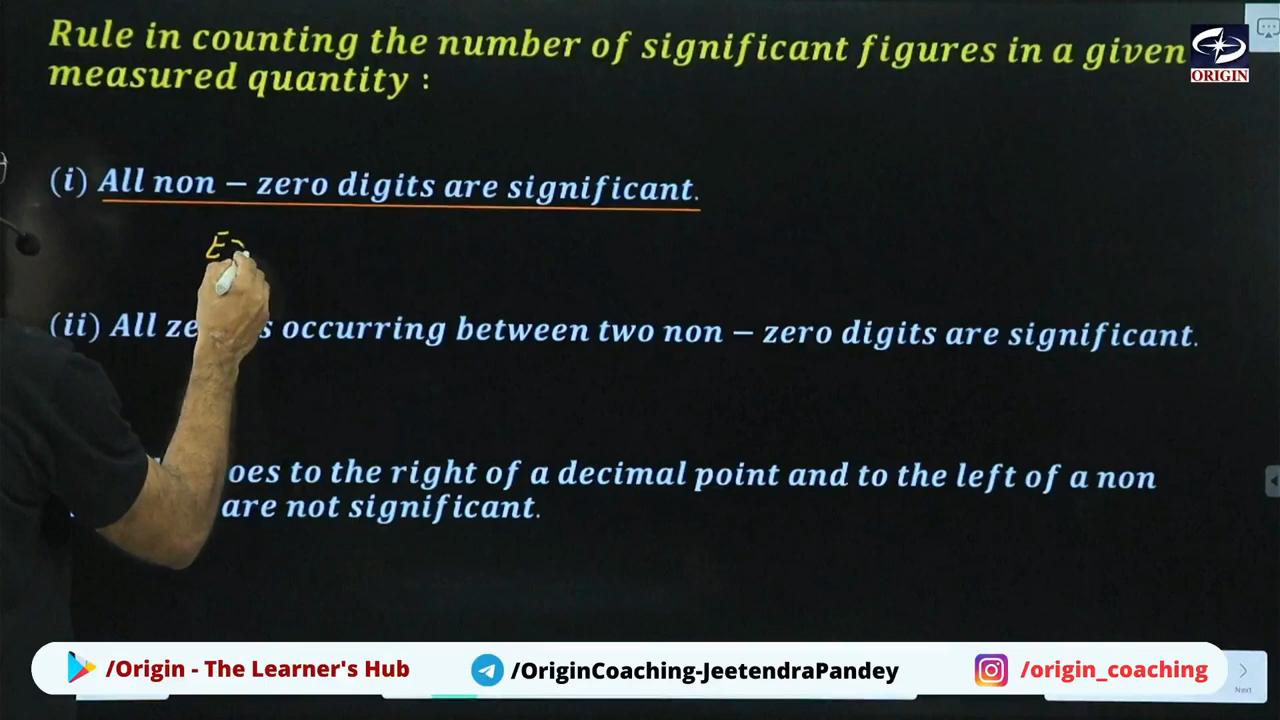 Rule in counting the number of significant figures in a given
measured quantity :
ORIGIN
(i) All non – zero digits are significant.
(ii) All occurring between two non – zero digits are significant.
to the right of a decimal point and to the left of a non
are not significant.
/Origin - The Learner's Hub
/OriginCoaching-JeetendraPandey
/origin_coaching
Next